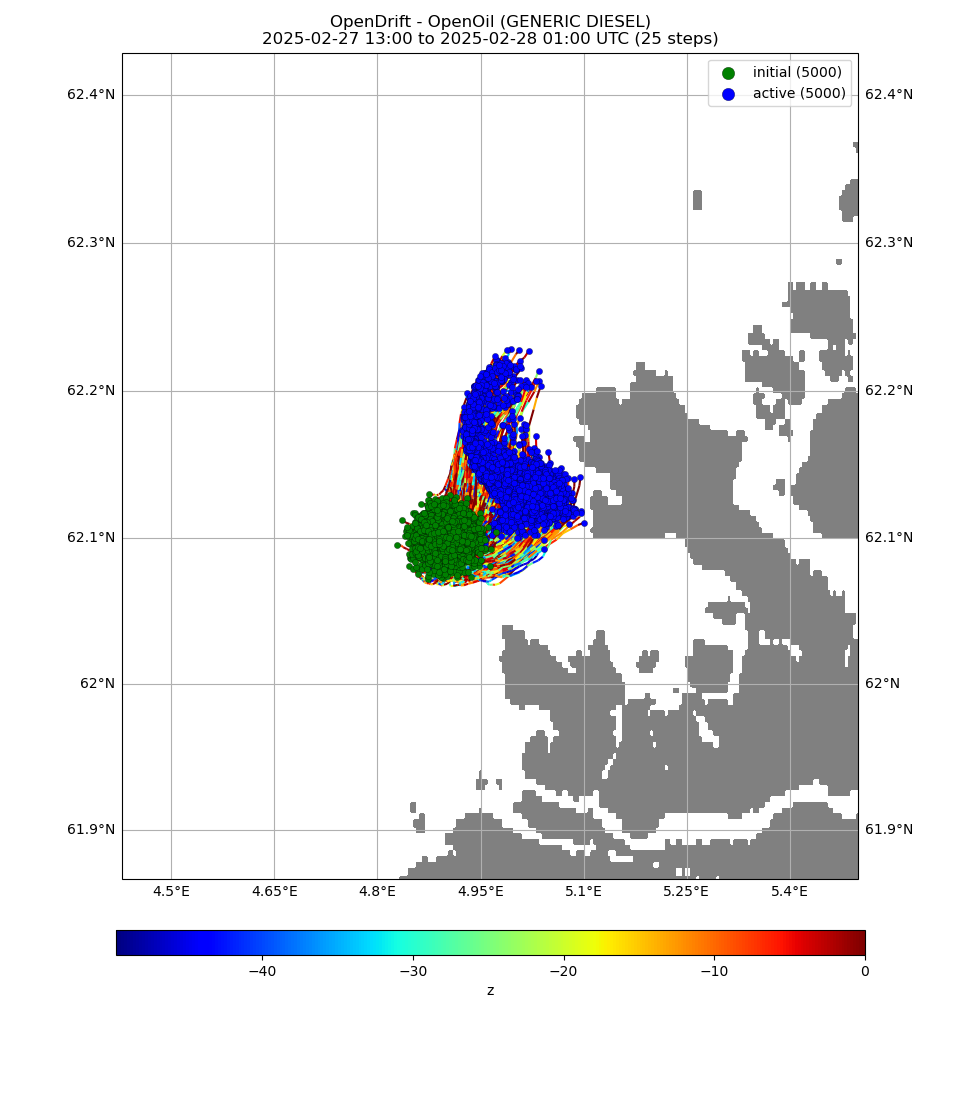 OpenDrift - OpenOil (GENERIC DIESEL)
2025-02-27 13:00 to 2025-02-28 01:00 UTC (25 steps)
initial (5000)
active (5000)
62.4°N 62.4°N
62.3°N 62.3°N
62.2°N 62.2°N
62.1°N 62.1°N
62°N 62°N
61.9°N 61.9°N
4.5°E 4.65°E 4.8°E 4.95°E 5.1°E 5.25°E 5.4°E
−40 −30 −20 −10 0
z